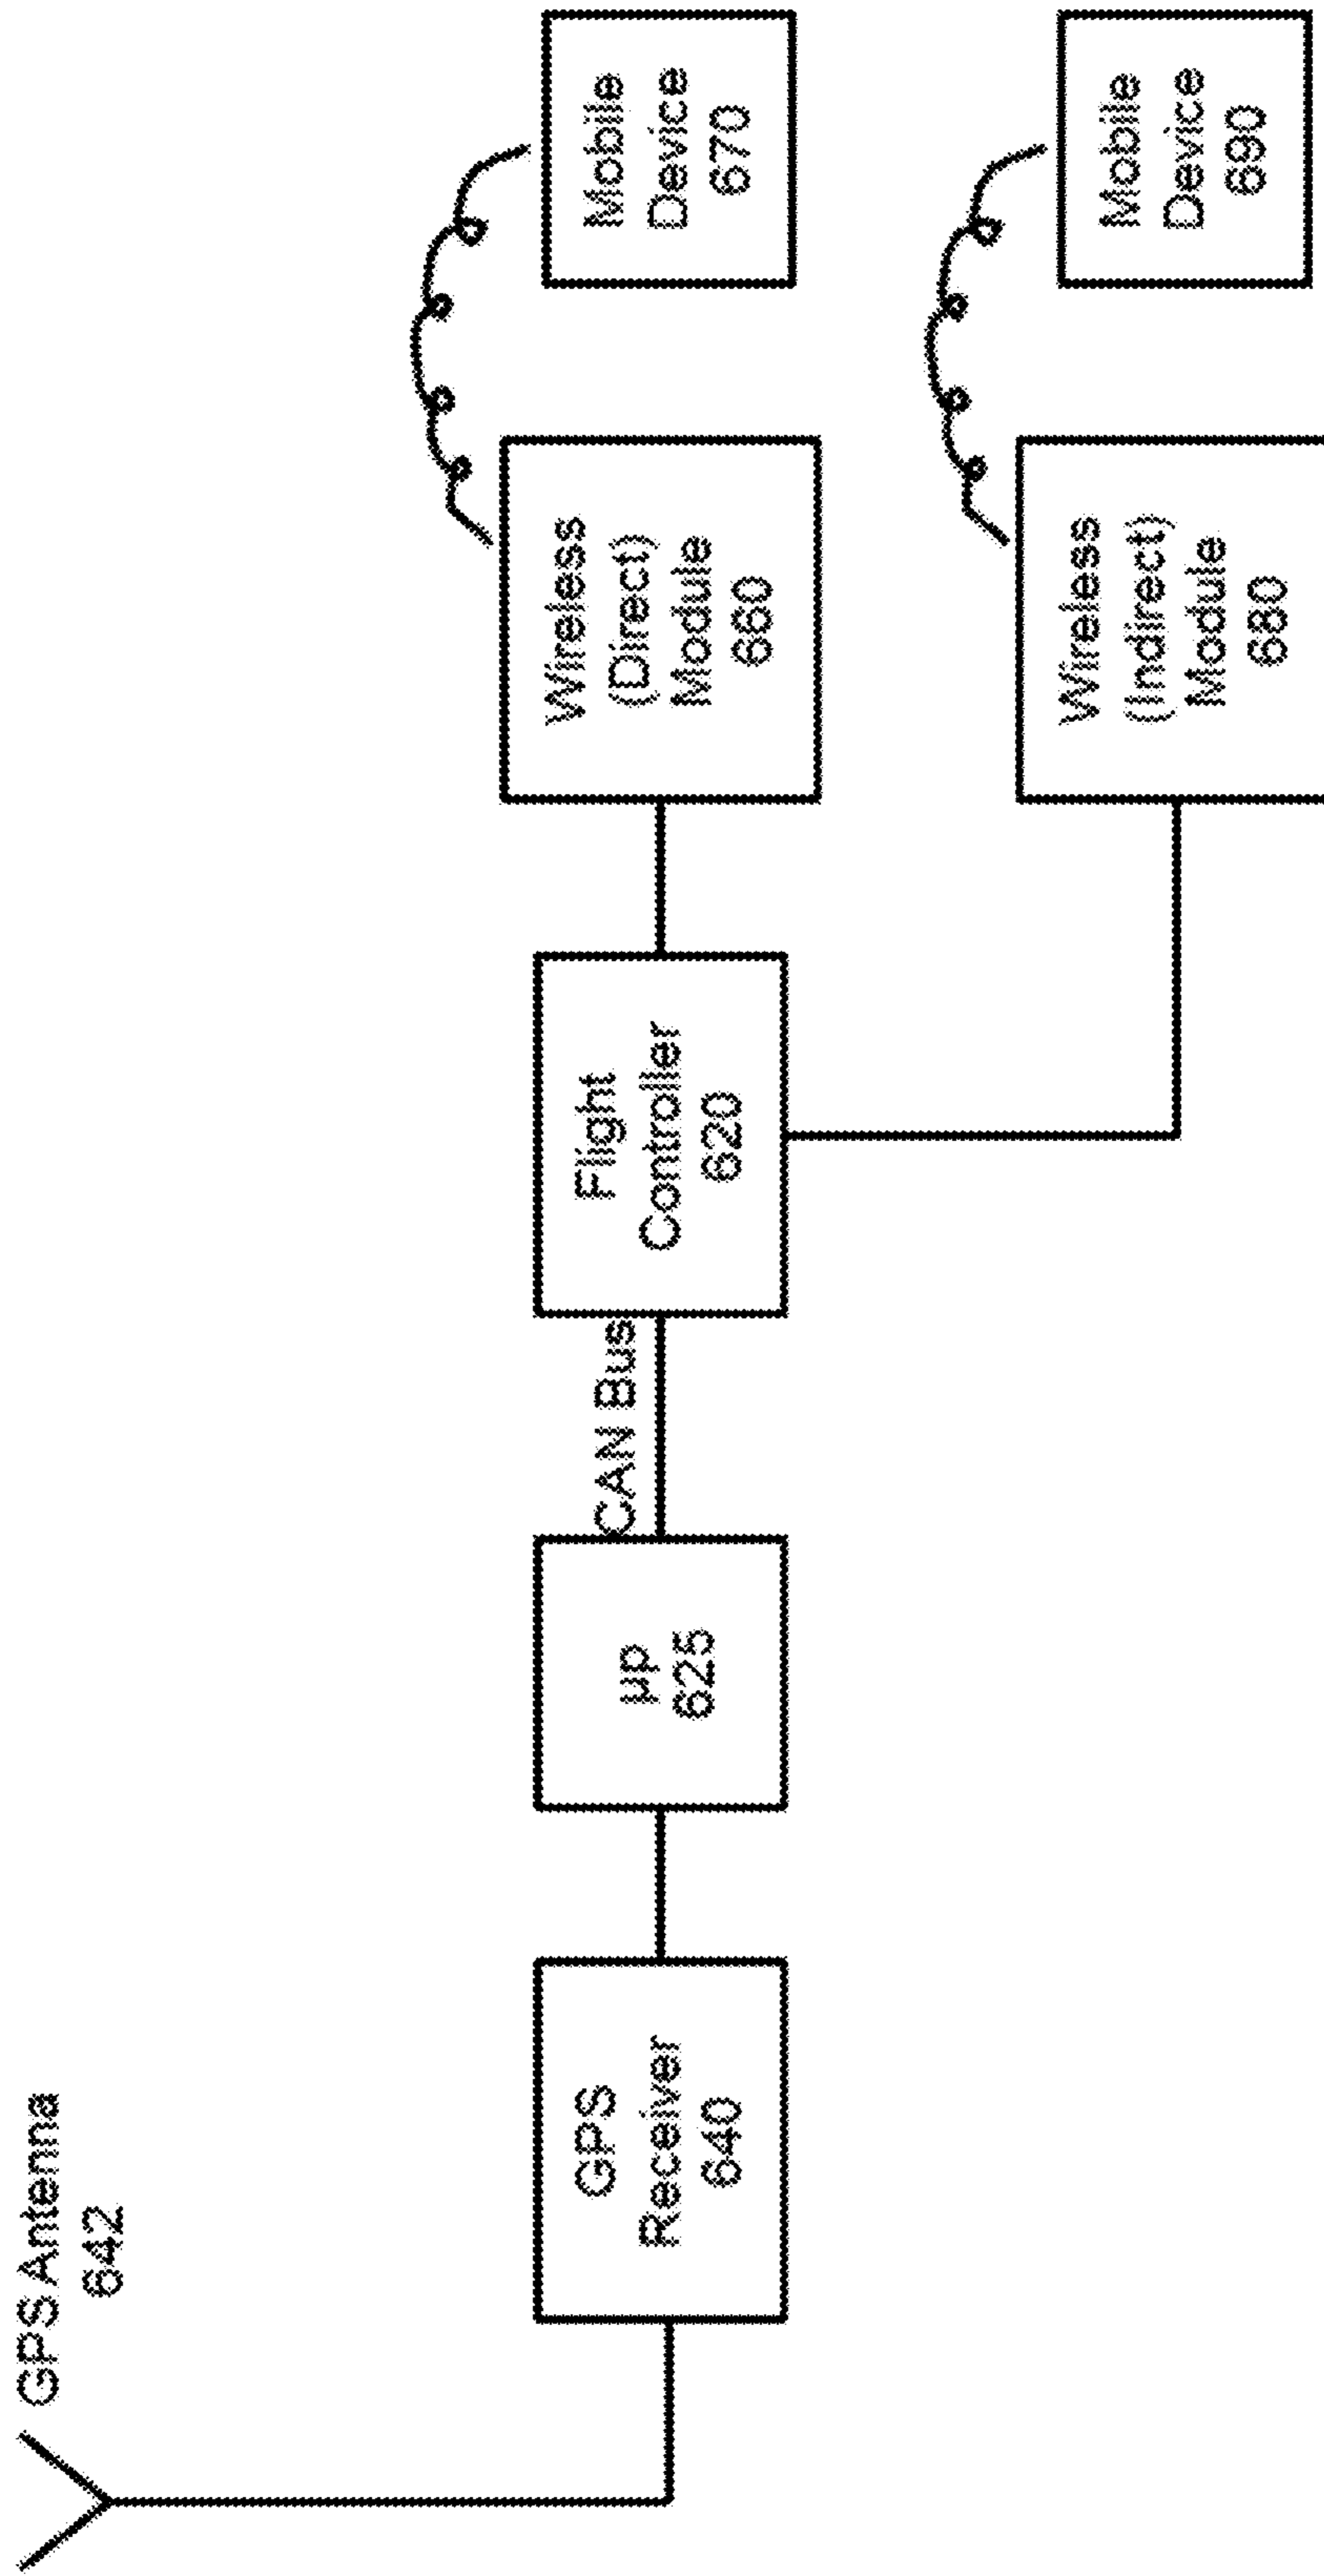 GPS Antenna
642
GPS
Receiver
640
µp
625
CAN Bus
Flight
Controller
620
Wireless
(Direct)
Module
660
Mobile
Device
670
Wireless
(Indirect)
Module
680
Mobile
Device
690